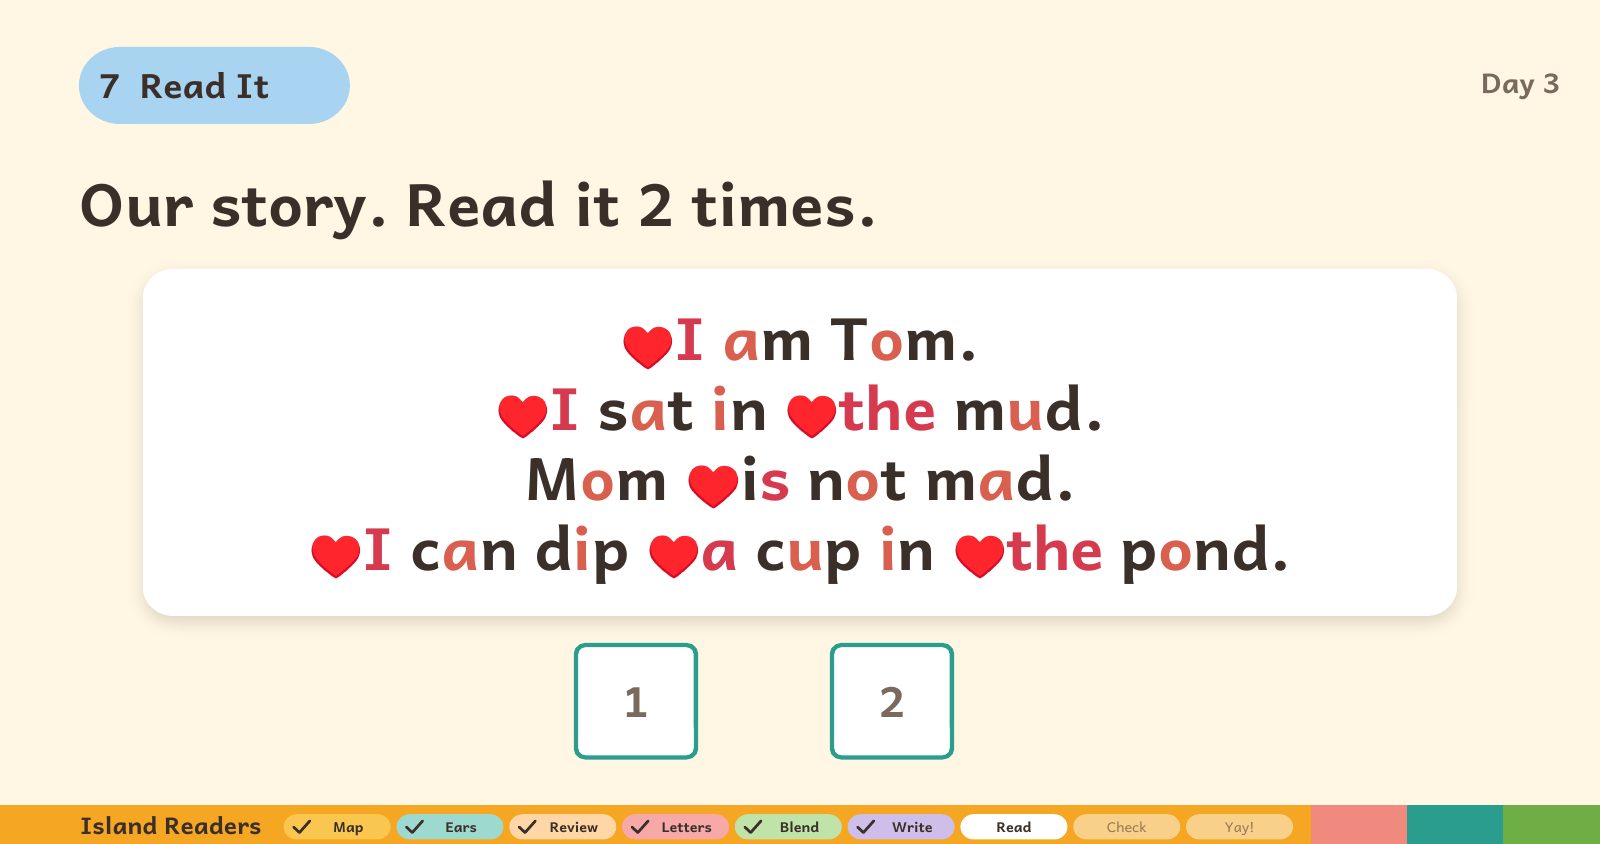 7 Read It
Day 3
Our story. Read it 2 times.
I am Tom.
I sat in the mud.
Mom is not mad.
I can dip a cup in the pond.
1 2
Island Readers Map Ears Review Letters Blend Write Read Check Yay!